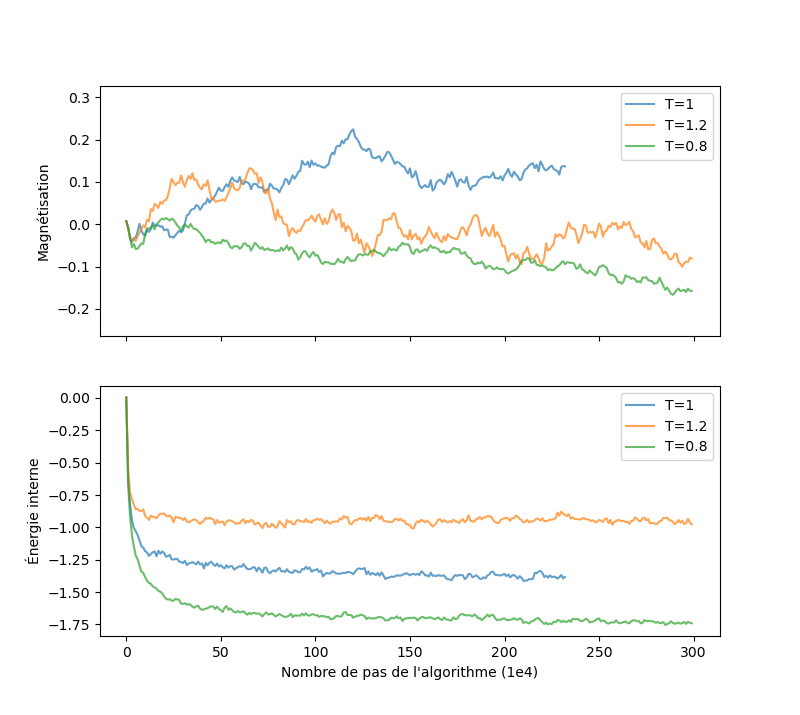 Magnétisation
0.3
0.2
0.1
0.0
−0.1
−0.2
T=1
T=1.2
T=0.8
Énergie interne
0.00
−0.25
−0.50
−0.75
−1.00
−1.25
−1.50
−1.75
T=1
T=1.2
T=0.8
0 50 100 150 200 250 300
Nombre de pas de l'algorithme (1e4)